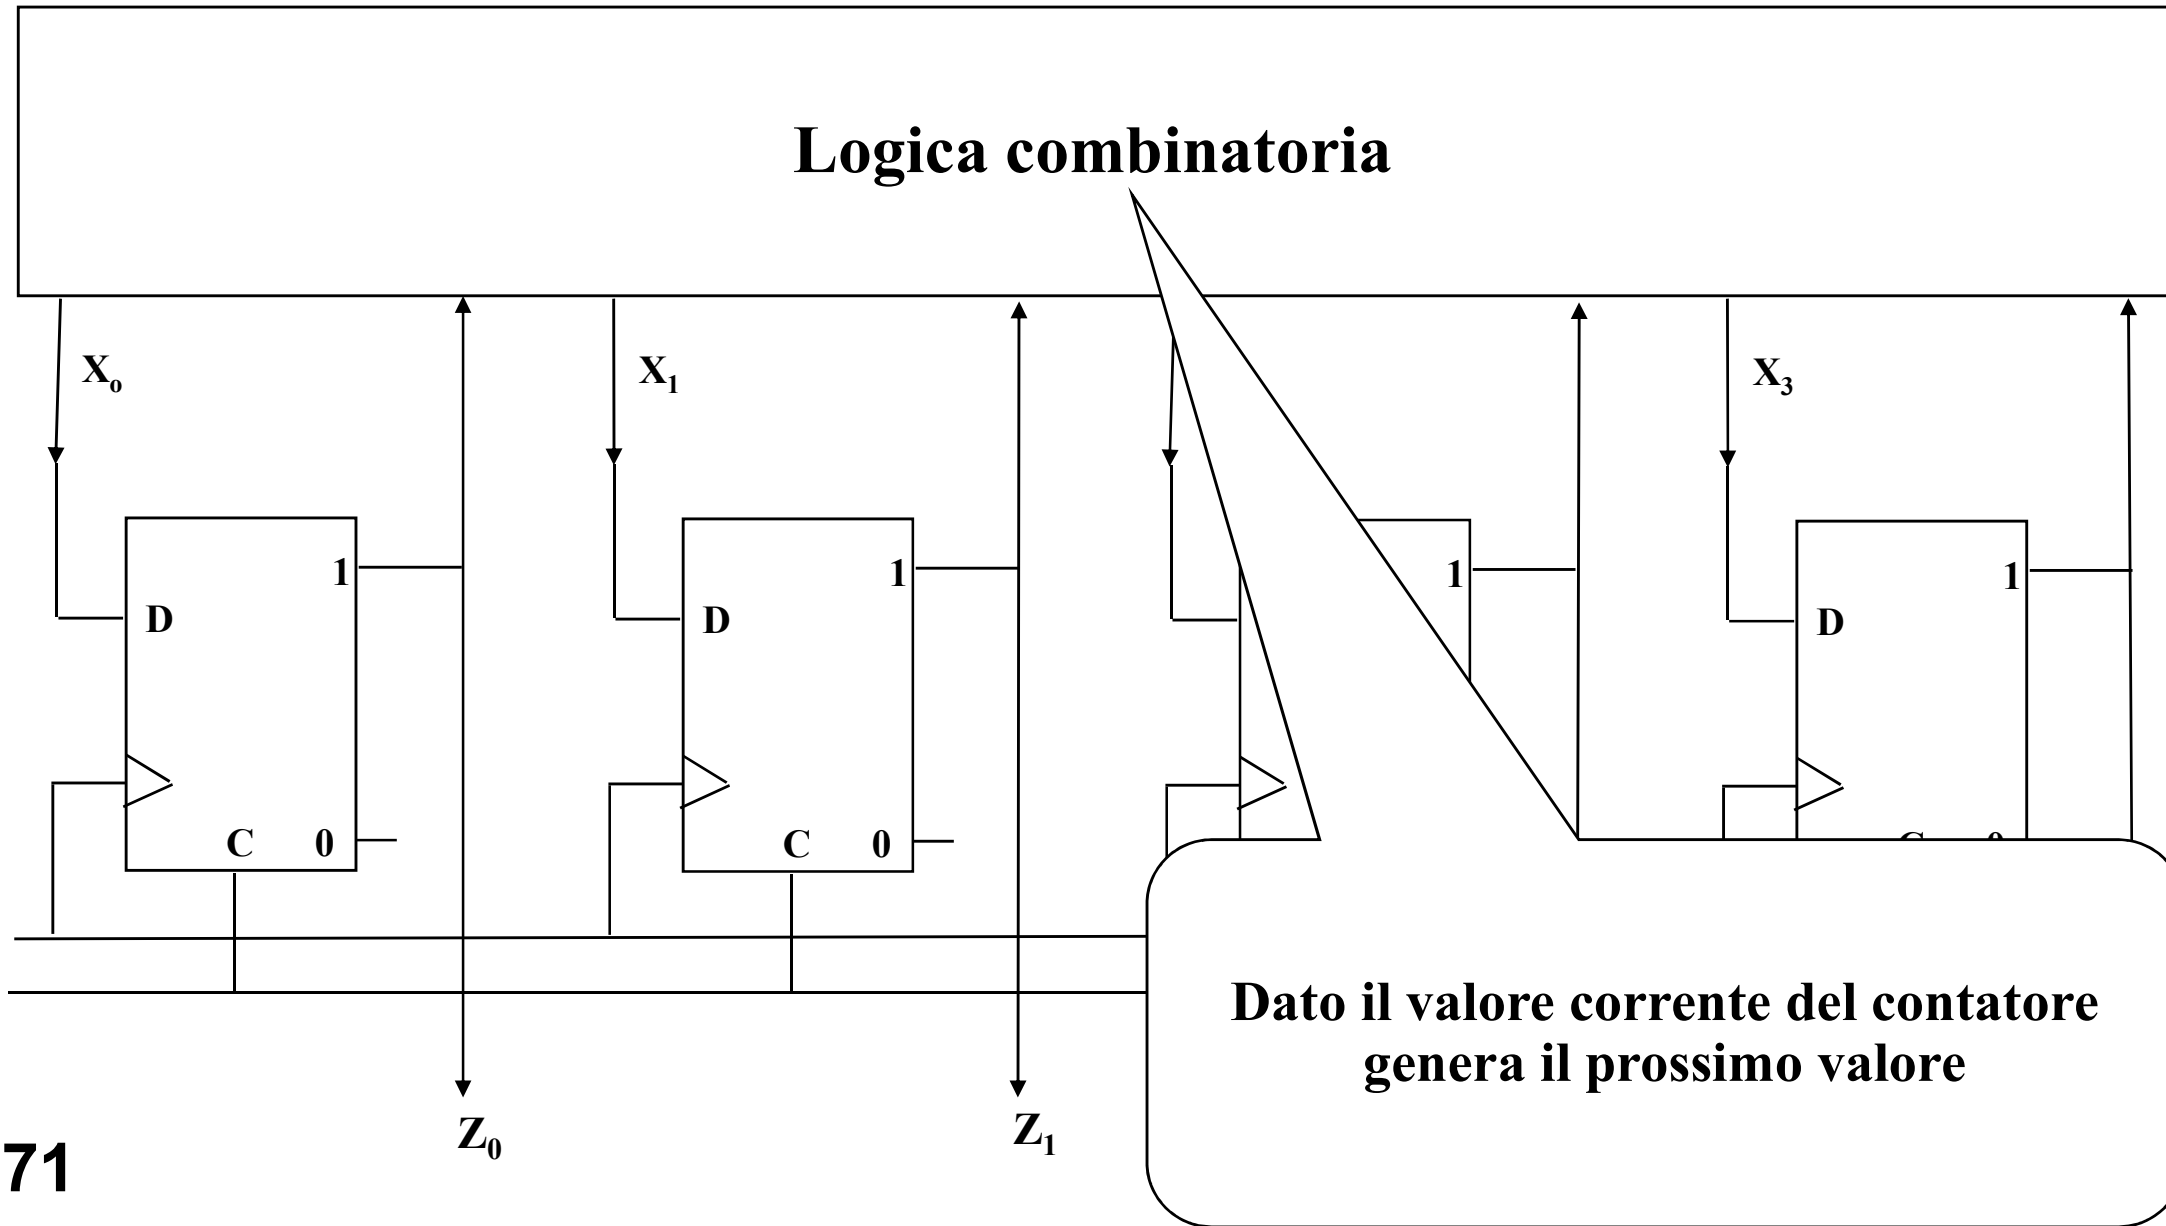 Logica combinatoria
Xo X1 X3
1 1 1 1
D D D
C 0 C 0 C 0
Dato il valore corrente del contatore
genera il prossimo valore
Z0 Z1
71